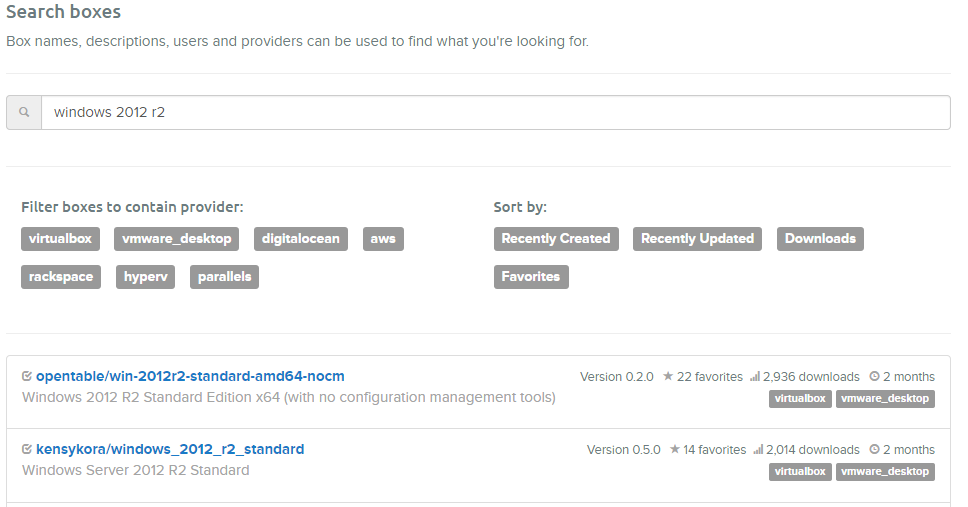 Search boxes
Box names, descriptions, users and providers can be used to find what you're looking for.
windows 2012 r2
Filter boxes to contain provider:
virtualbox vmware_desktop digitalocean aws
rackspace hyperv parallels
Sort by:
Recently Created Recently Updated Downloads
Favorites
opentable/win-2012r2-standard-amd64-nocm Version 0.2.0 22 favorites 2,936 downloads 2 months
Windows 2012 R2 Standard Edition x64 (with no configuration management tools) virtualbox vmware_desktop
kensykora/windows_2012_r2_standard Version 0.5.0 14 favorites 2,014 downloads 2 months
Windows Server 2012 R2 Standard virtualbox vmware_desktop